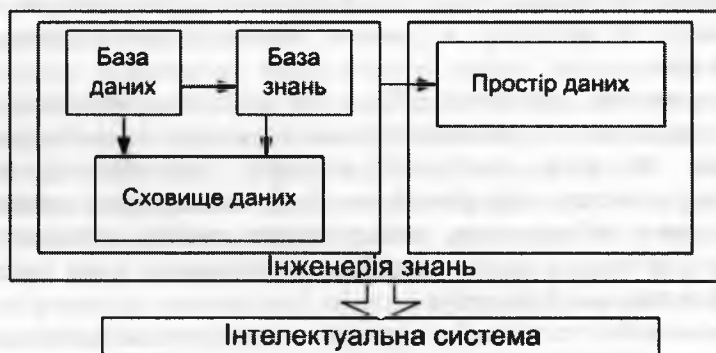 База
даних
База
знань
Простір даних
Сховище даних
Інженерія знань
Інтелектуальна система